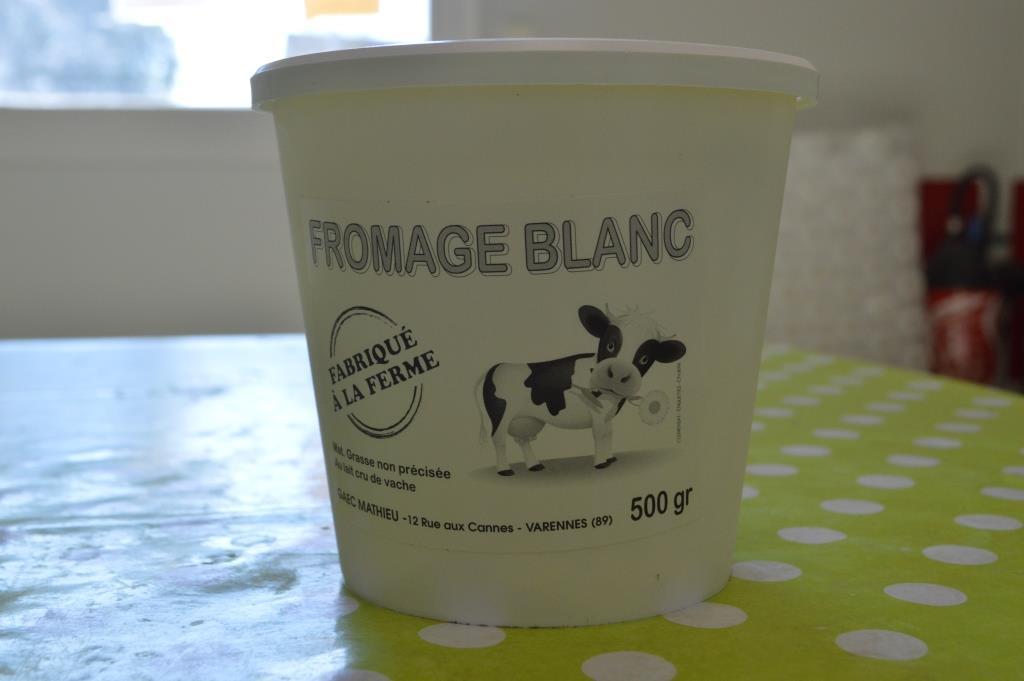 FROMAGE BLANC
FABRIQUÉ
À LA FERME
Mat. Grasse non précisée
Au lait cru de vache
GAEC MATHIEU -12 Rue aux Cannes - VARENNES (89)
500 gr